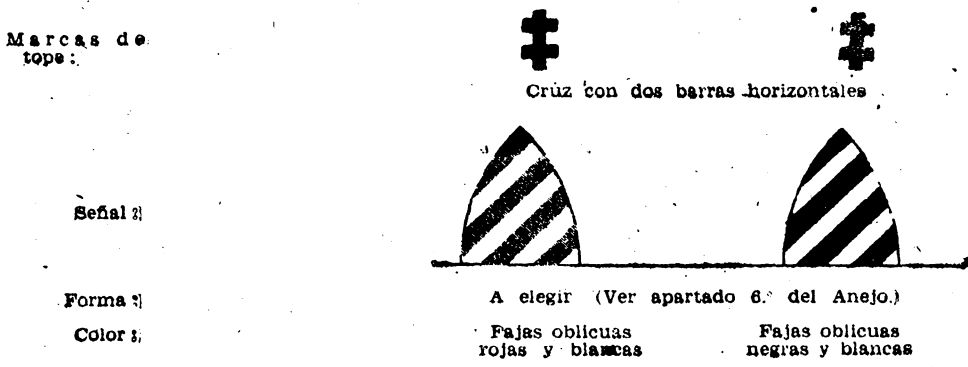 Marcas de
tope:
Cruz con dos barras horizontales
Señal:
Forma:
A elegir (Ver apartado 6.º del Anejo.)
Color:
Fajas oblicuas
rojas y blancas
Fajas oblicuas
negras y blancas